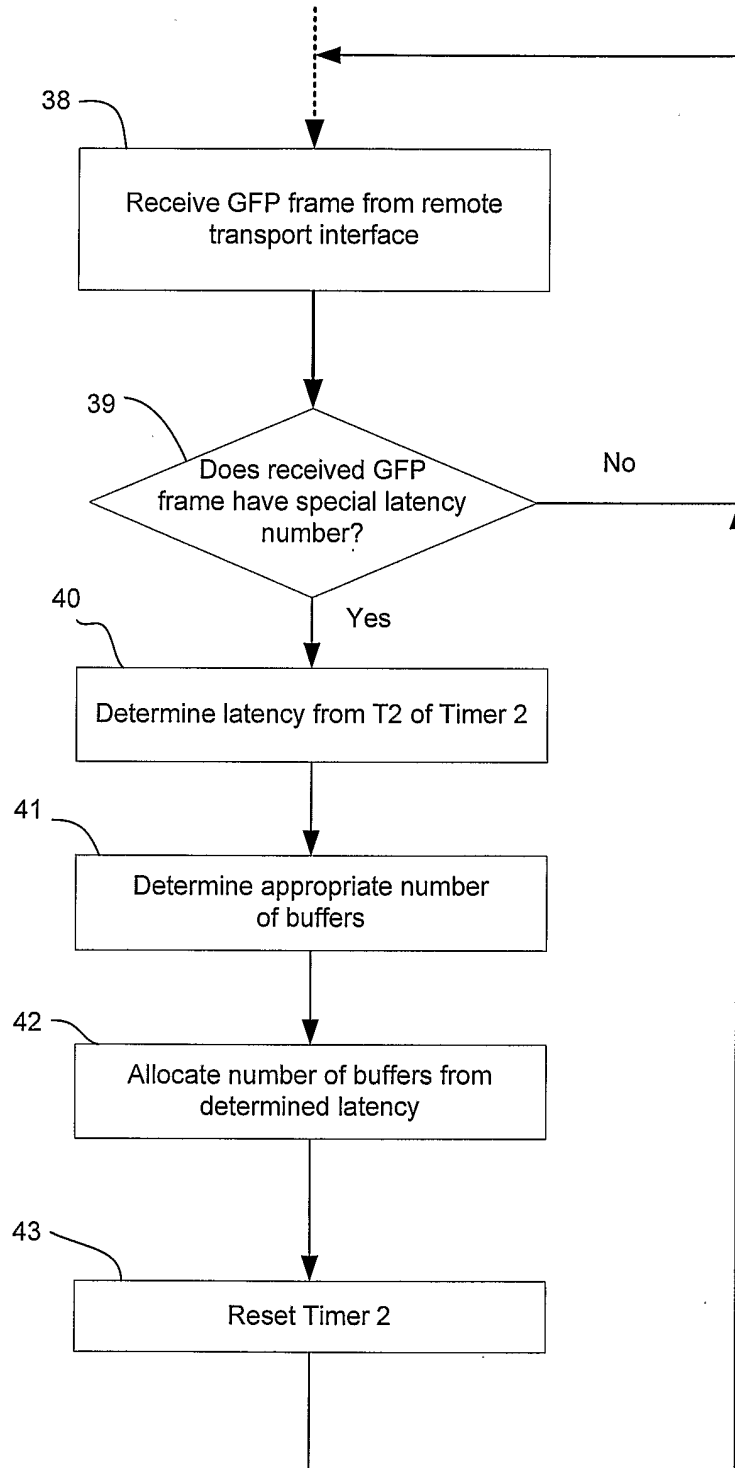 38
Receive GFP frame from remote
transport interface
39
Does received GFP
frame have special latency
number?
No
Yes
40
Determine latency from T2 of Timer 2
41
Determine appropriate number
of buffers
42
Allocate number of buffers from
determined latency
43
Reset Timer 2